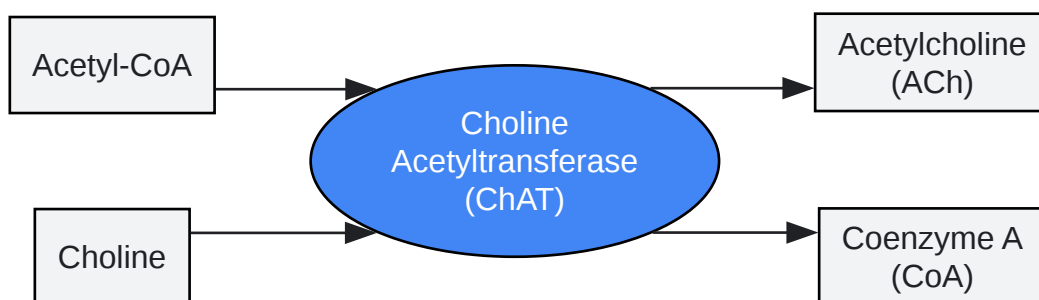 Acetyl-CoA
Choline
Acetyltransferase
(ChAT)
Acetylcholine
(ACh)
Choline
Coenzyme A
(CoA)